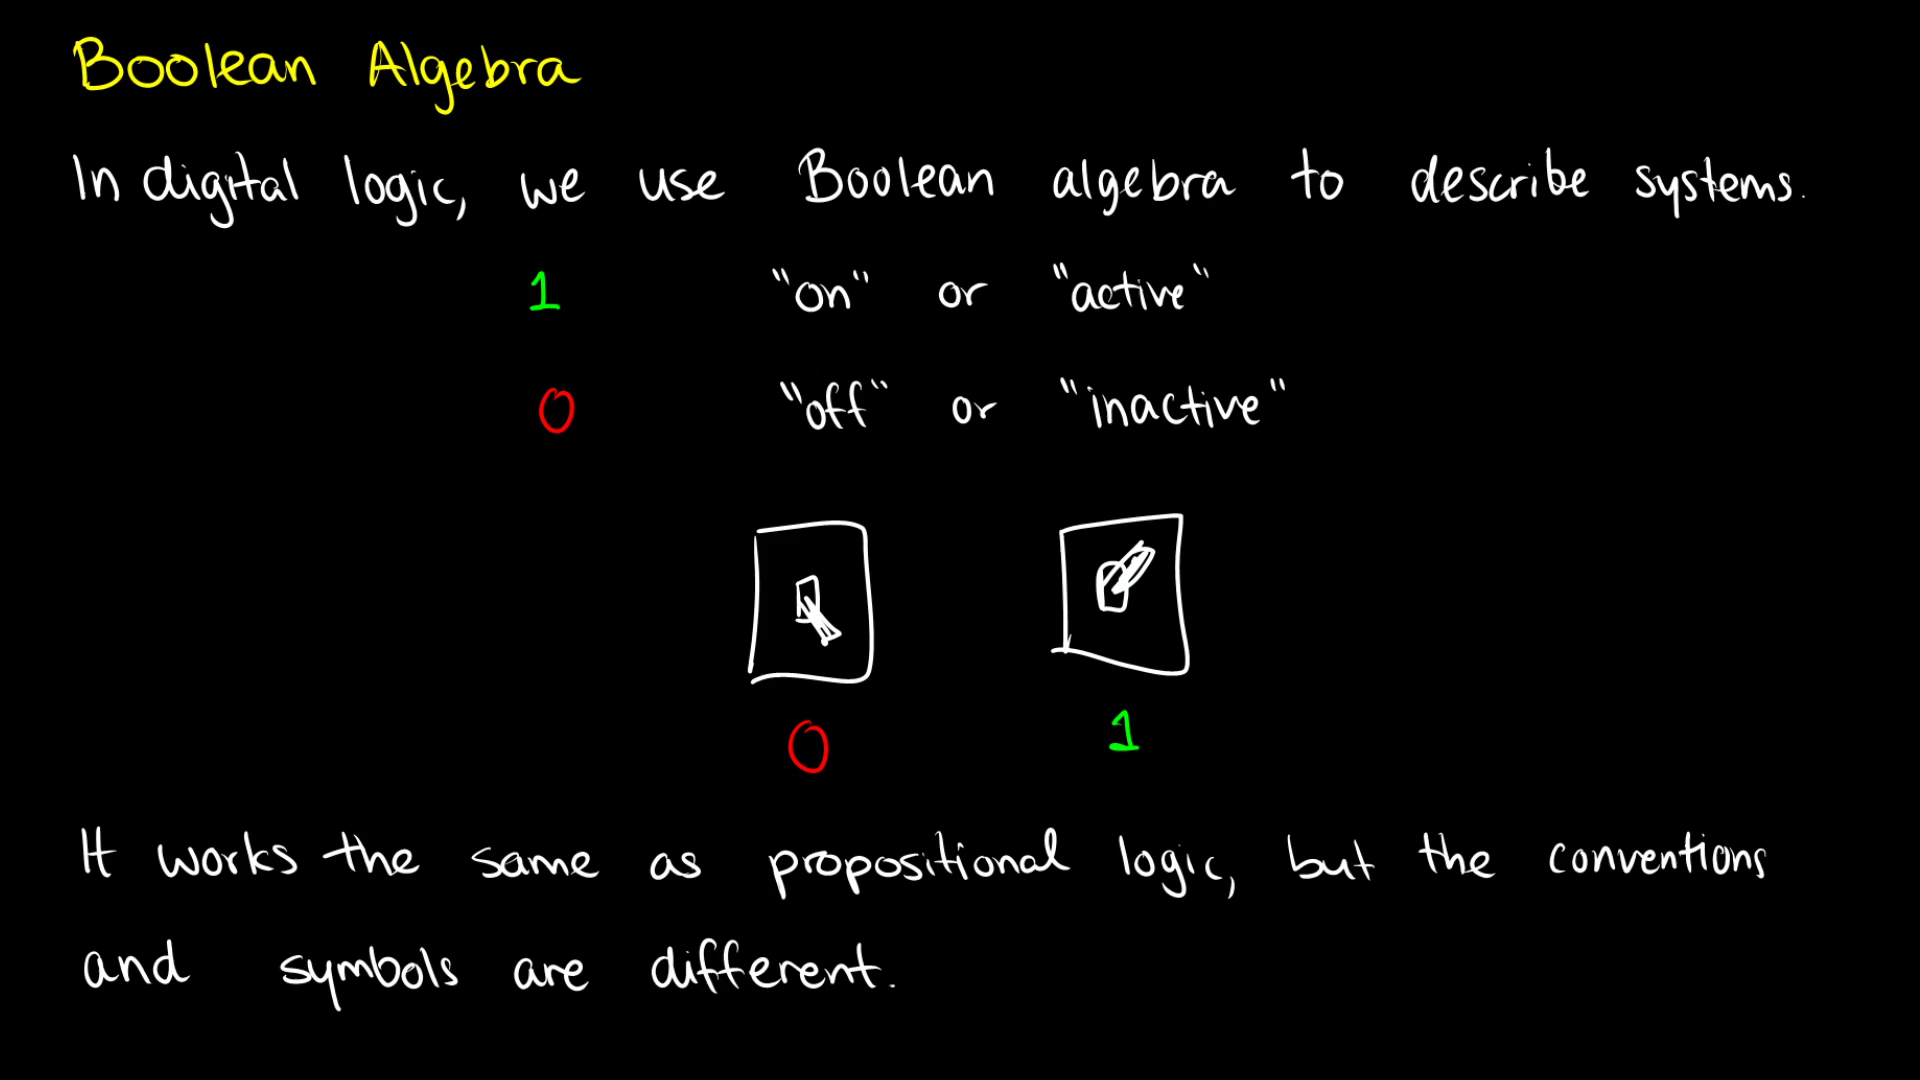 Boolean Algebra
In digital logic, we use Boolean algebra to describe systems.
1 "on" or "active"
0 "off" or "inactive"
0 1
It works the same as propositional logic, but the conventions
and symbols are different.